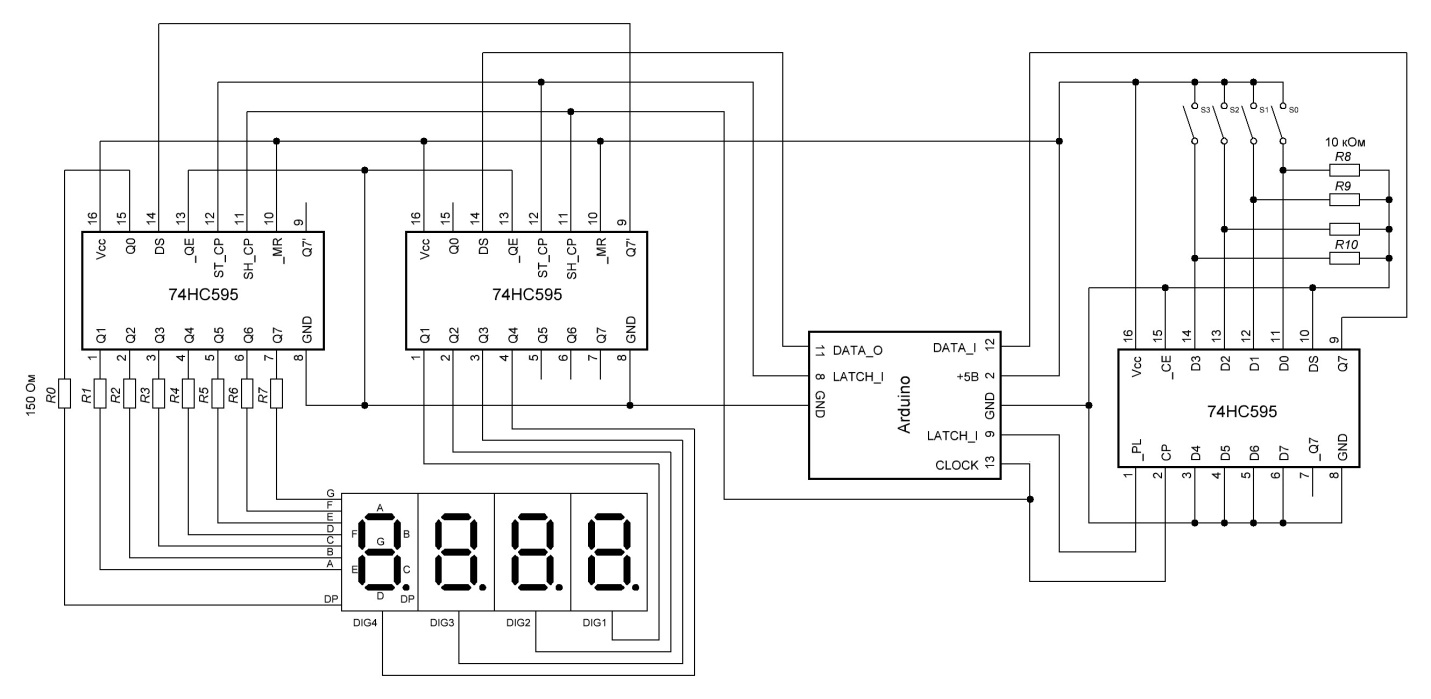 16 15 14 13 12 11 10 9
Vcc Q0 DS _QE ST_CP SH_CP _MR Q7'
74HC595
Q1 Q2 Q3 Q4 Q5 Q6 Q7 GND
1 2 3 4 5 6 7 8
16 15 14 13 12 11 10 9
Vcc Q0 DS _QE ST_CP SH_CP _MR Q7'
74HC595
Q1 Q2 Q3 Q4 Q5 Q6 Q7 GND
1 2 3 4 5 6 7 8
150 Ом
R0 R1 R2 R3 R4 R5 R6 R7
G
F
E
D
C
B
A
DP
A
F B
G
E C
D DP
DIG4 DIG3 DIG2 DIG1
11 DATA_O
8 LATCH_I
GND
Arduino
DATA_I 12
+5B 2
GND
LATCH_I 9
CLOCK 13
S3 S2 S1 S0
10 кОм
R8
R9
R10
16 15 14 13 12 11 10 9
Vcc _CE D3 D2 D1 D0 DS Q7
74HC595
_PL CP D4 D5 D6 D7 _Q7 GND
1 2 3 4 5 6 7 8